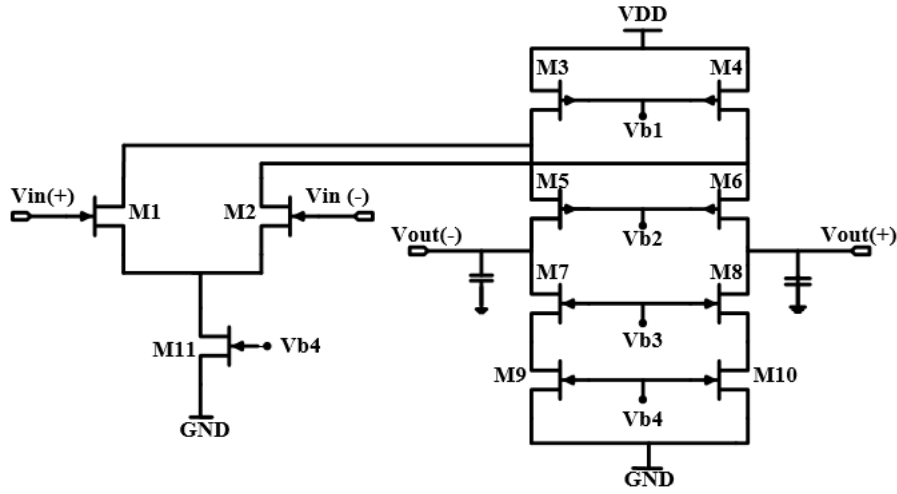 VDD
M3
M4
Vb1
Vin(+)
M1
M2
Vin (-)
M5
M6
Vb2
Vout(-)
Vout(+)
M7
M8
Vb3
M11
Vb4
M9
M10
Vb4
GND
GND